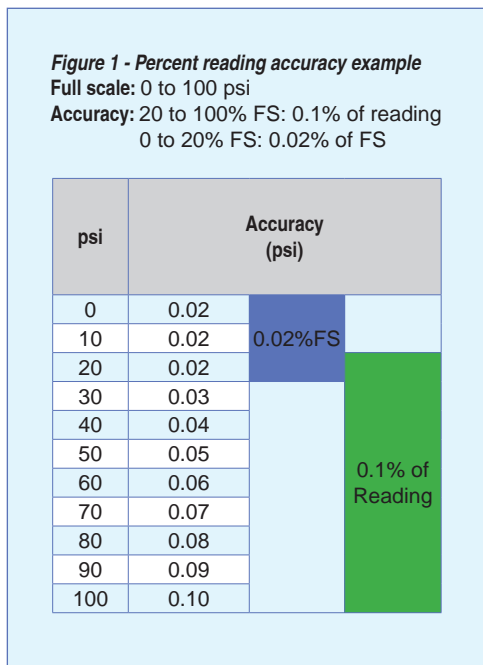 Figure 1 - Percent reading accuracy example
Full scale: 0 to 100 psi
Accuracy: 20 to 100% FS: 0.1% of reading
0 to 20% FS: 0.02% of FS
psi
Accuracy
(psi)
0 0.02
10 0.02 0.02%FS
20 0.02
30 0.03
40 0.04
50 0.05
60 0.06
70 0.07
80 0.08
90 0.09
100 0.10
0.1% of
Reading